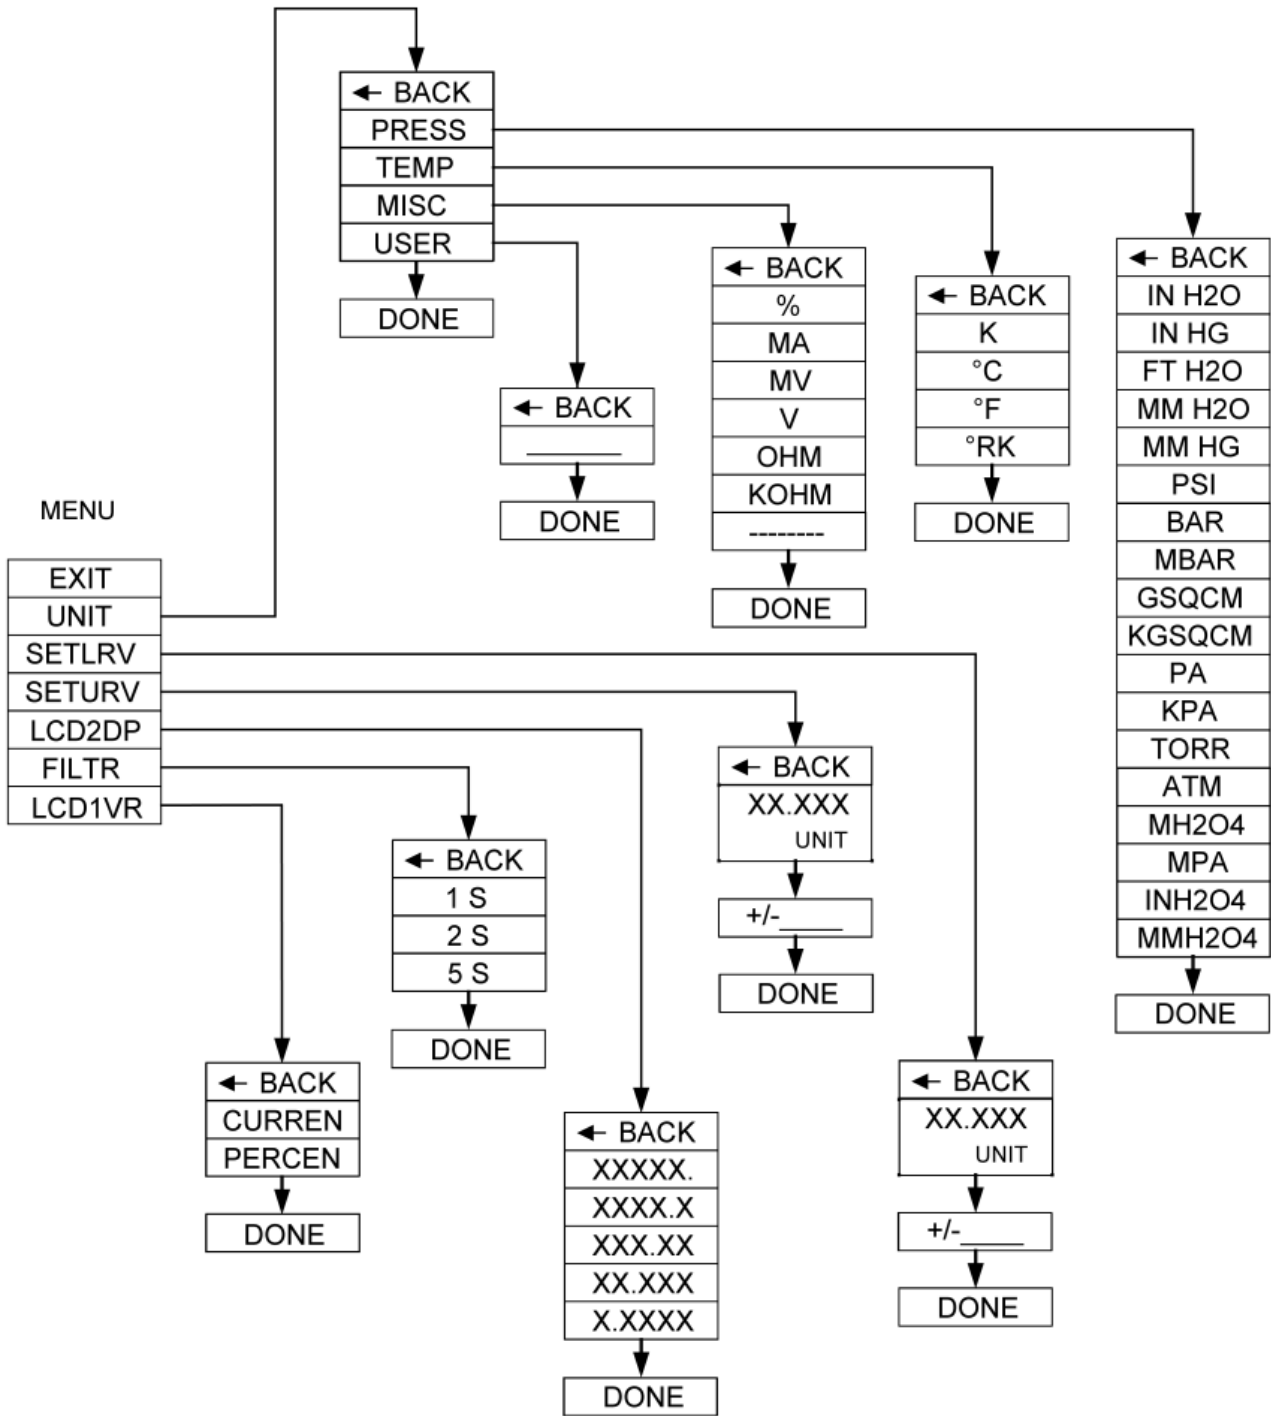 ← BACK
PRESS
TEMP
MISC
USER
DONE
← BACK
________
DONE
← BACK
%
MA
MV
V
OHM
KOHM
--------
DONE
← BACK
K
°C
°F
°RK
DONE
← BACK
IN H2O
IN HG
FT H2O
MM H2O
MM HG
PSI
BAR
MBAR
GSQCM
KGSQCM
PA
KPA
TORR
ATM
MH2O4
MPA
INH2O4
MMH2O4
DONE
MENU
EXIT
UNIT
SETLRV
SETURV
LCD2DP
FILTR
LCD1VR
← BACK
XX.XXX
UNIT
+/-_____
DONE
← BACK
1 S
2 S
5 S
DONE
← BACK
CURREN
PERCEN
DONE
← BACK
XXXXX.
XXXX.X
XXX.XX
XX.XXX
X.XXXX
DONE
← BACK
XX.XXX
UNIT
+/-_____
DONE